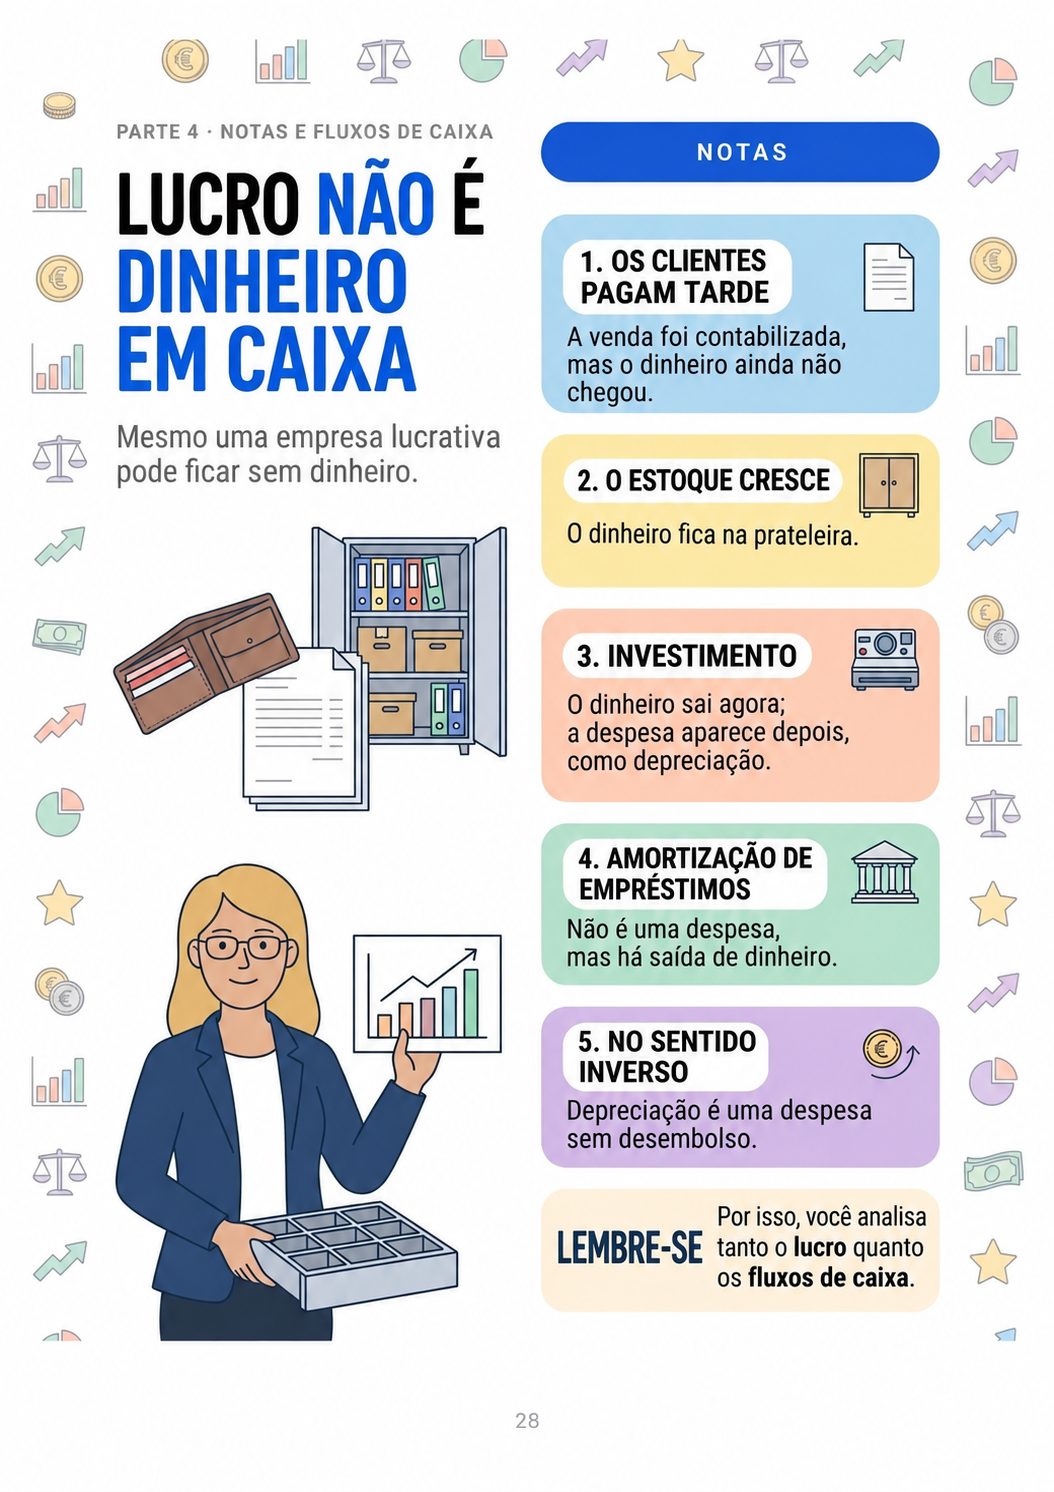 PARTE 4 · NOTAS E FLUXOS DE CAIXA
LUCRO NÃO É
DINHEIRO
EM CAIXA
Mesmo uma empresa lucrativa
pode ficar sem dinheiro.
NOTAS
1. OS CLIENTES
PAGAM TARDE
A venda foi contabilizada,
mas o dinheiro ainda não
chegou.
2. O ESTOQUE CRESCE
O dinheiro fica na prateleira.
3. INVESTIMENTO
O dinheiro sai agora;
a despesa aparece depois,
como depreciação.
4. AMORTIZAÇÃO DE
EMPRÉSTIMOS
Não é uma despesa,
mas há saída de dinheiro.
5. NO SENTIDO
INVERSO
Depreciação é uma despesa
sem desembolso.
LEMBRE-SE
Por isso, você analisa
tanto o lucro quanto
os fluxos de caixa.
28